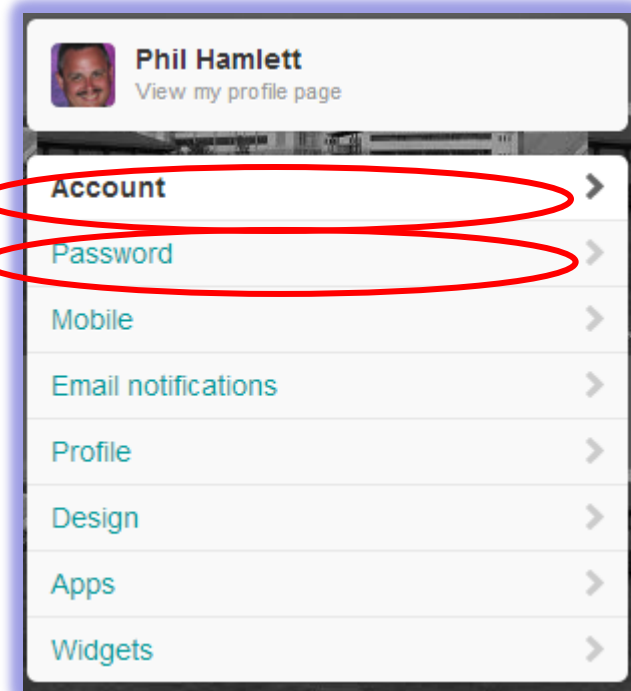 Phil Hamlett
View my profile page
Account
Password
Mobile
Email notifications
Profile
Design
Apps
Widgets